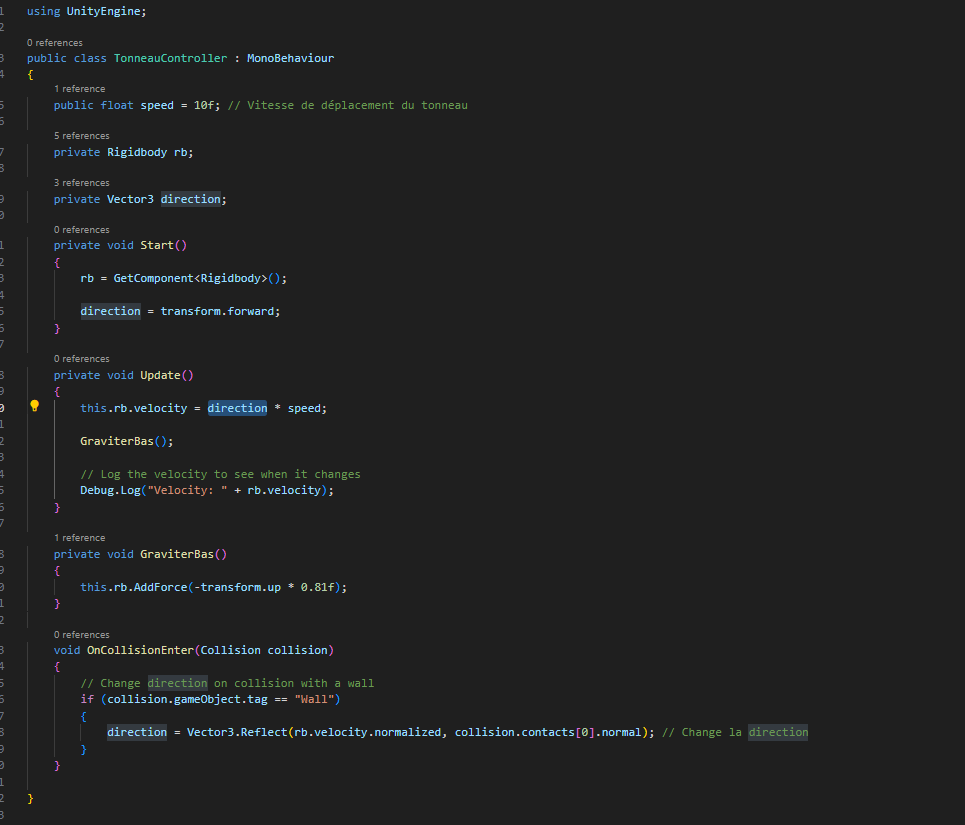 1 using UnityEngine;
2
0 references
3 public class TonneauController : MonoBehaviour
4 {
1 reference
5 public float speed = 10f; // Vitesse de déplacement du tonneau
6
5 references
7 private Rigidbody rb;
8
3 references
9 private Vector3 direction;
0
0 references
1 private void Start()
2 {
3 rb = GetComponent<Rigidbody>();
4
5 direction = transform.forward;
6 }
7
0 references
8 private void Update()
9 {
0 this.rb.velocity = direction * speed;
1
2 GraviterBas();
3
4 // Log the velocity to see when it changes
5 Debug.Log("Velocity: " + rb.velocity);
6 }
7
1 reference
8 private void GraviterBas()
9 {
0 this.rb.AddForce(-transform.up * 0.81f);
1 }
2
0 references
3 void OnCollisionEnter(Collision collision)
4 {
5 // Change direction on collision with a wall
6 if (collision.gameObject.tag == "Wall")
7 {
8 direction = Vector3.Reflect(rb.velocity.normalized, collision.contacts[0].normal); // Change la direction
9 }
0 }
1
2 }
3